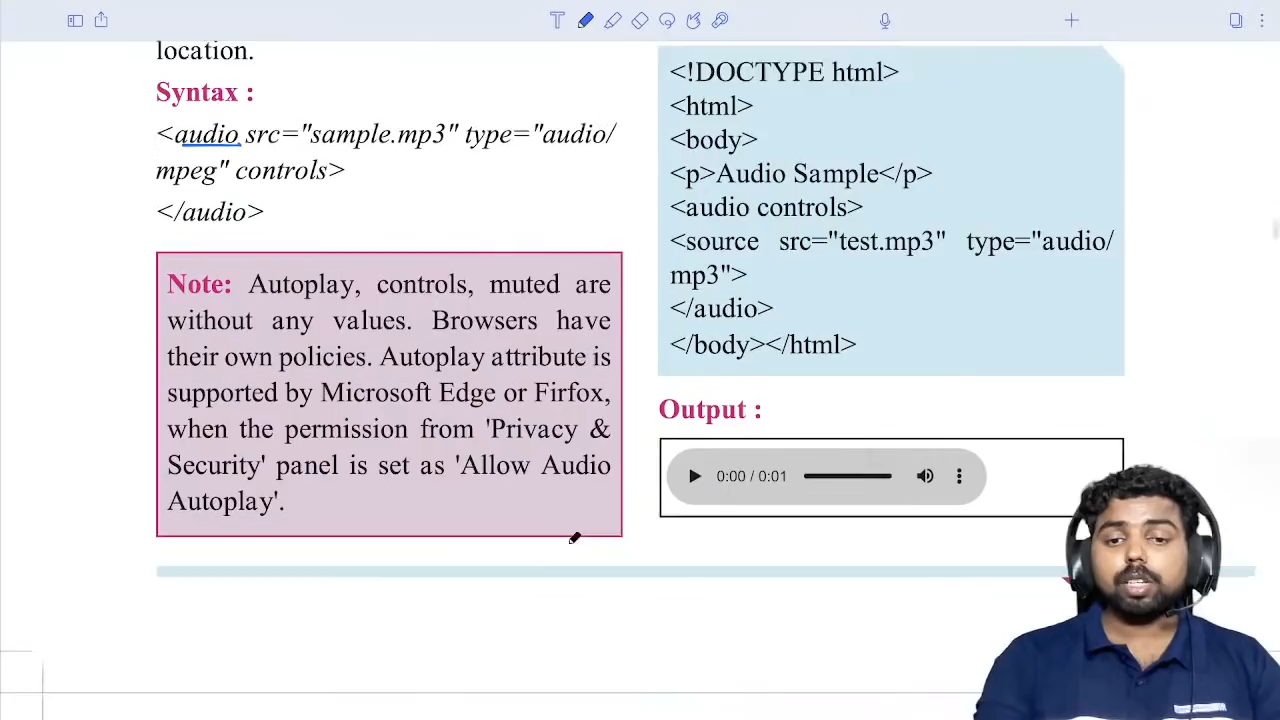 location.
Syntax :
<audio src="sample.mp3" type="audio/
mpeg" controls>
</audio>
Note: Autoplay, controls, muted are
without any values. Browsers have
their own policies. Autoplay attribute is
supported by Microsoft Edge or Firfox,
when the permission from 'Privacy &
Security' panel is set as 'Allow Audio
Autoplay'.
<!DOCTYPE html>
<html>
<body>
<p>Audio Sample</p>
<audio controls>
<source src="test.mp3" type="audio/
mp3">
</audio>
</body></html>
Output :
0:00 / 0:01